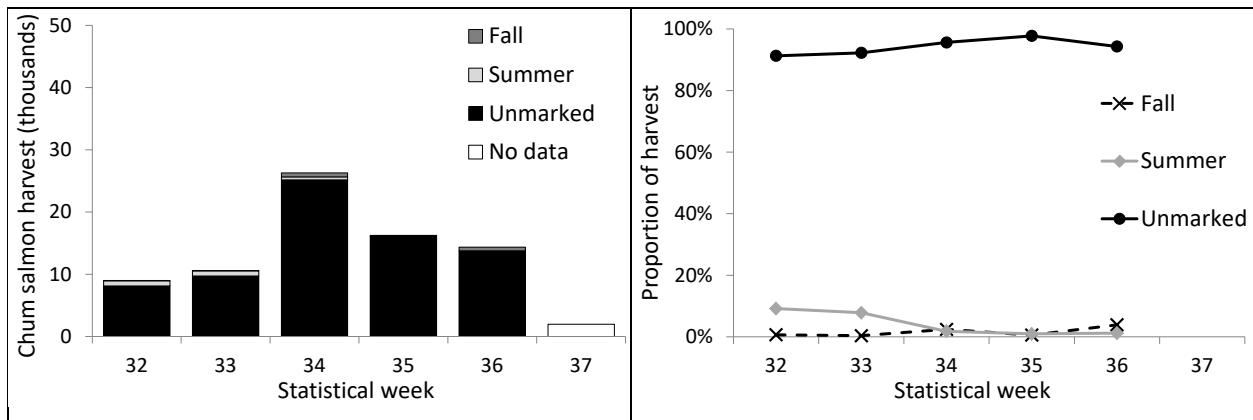 Chum salmon harvest (thousands)
50
40
30
20
10
0
Fall
Summer
Unmarked
No data
32 33 34 35 36 37
Statistical week
Proportion of harvest
100%
80%
60%
40%
20%
0%
Fall
Summer
Unmarked
32 33 34 35 36 37
Statistical week